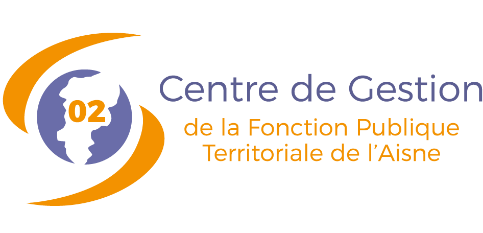 02
Centre de Gestion
de la Fonction Publique
Territoriale de l'Aisne